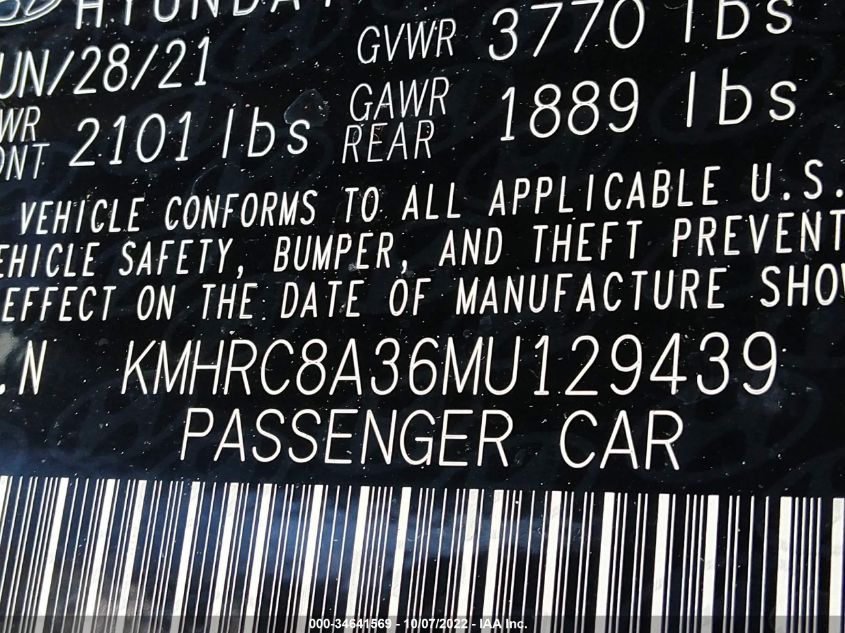 HYUNDAI
UN/28/21 GVWR 3770 lbs
WR 2101 lbs GAWR 1889 lbs
ONT REAR
VEHICLE CONFORMS TO ALL APPLICABLE U.S.
EHICLE SAFETY, BUMPER, AND THEFT PREVENT
EFFECT ON THE DATE OF MANUFACTURE SHOW
.N KMHRC8A36MU129439
PASSENGER CAR
000-34641569 - 10/07/2022 - IAA Inc.